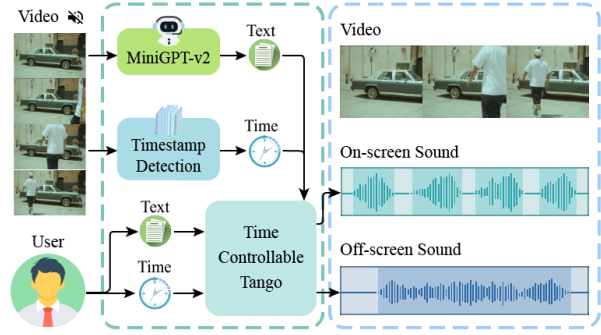 Video
Text
MiniGPT-v2
Timestamp
Detection
Time
User
Text
Time
Time
Controllable
Tango
Video
On-screen Sound
Off-screen Sound